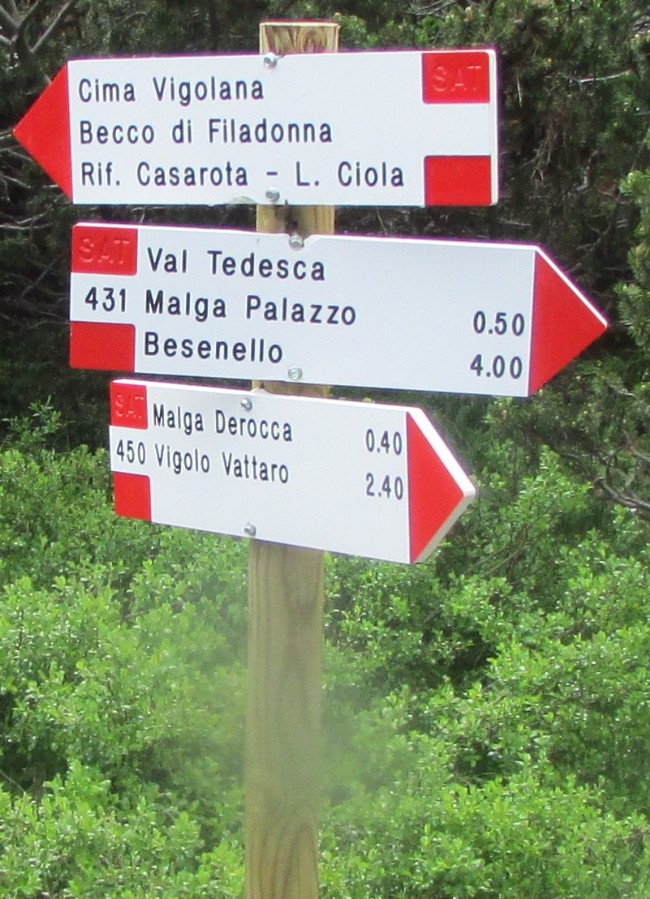 Cima Vigolana SAT
Becco di Filadonna
Rif. Casarota - L. Ciola
SAT Val Tedesca
431 Malga Palazzo 0.50
Besenello 4.00
SAT Malga Derocca 0.40
450 Vigolo Vattaro 2.40